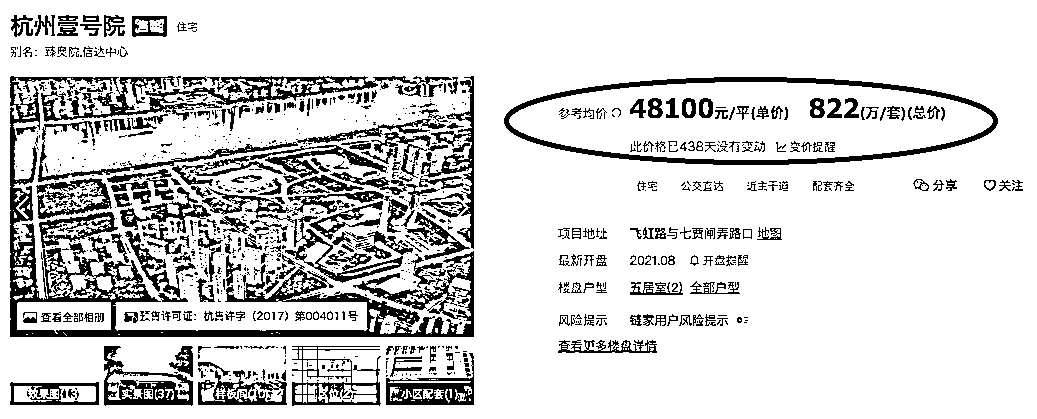 杭州壹号院 在售 住宅
别名：臻奥院,信达中心
参考均价 48100元/平(单价) 822(万/套)(总价)
此价格已438天没有变动 变价提醒
住宅 公交直达 近主干道 配套齐全 分享 关注
项目地址 飞虹路与七贾闸弄路口 地图
最新开盘 2021.08 开盘提醒
楼盘户型 五居室(2) 全部户型
风险提示 链家用户风险提示
查看更多楼盘详情
查看全部相册 预售许可证：杭售许字（2017）第004011号
效果图(13) 实景图(37) 样板间(10) 区位(2) 小区配套(1)